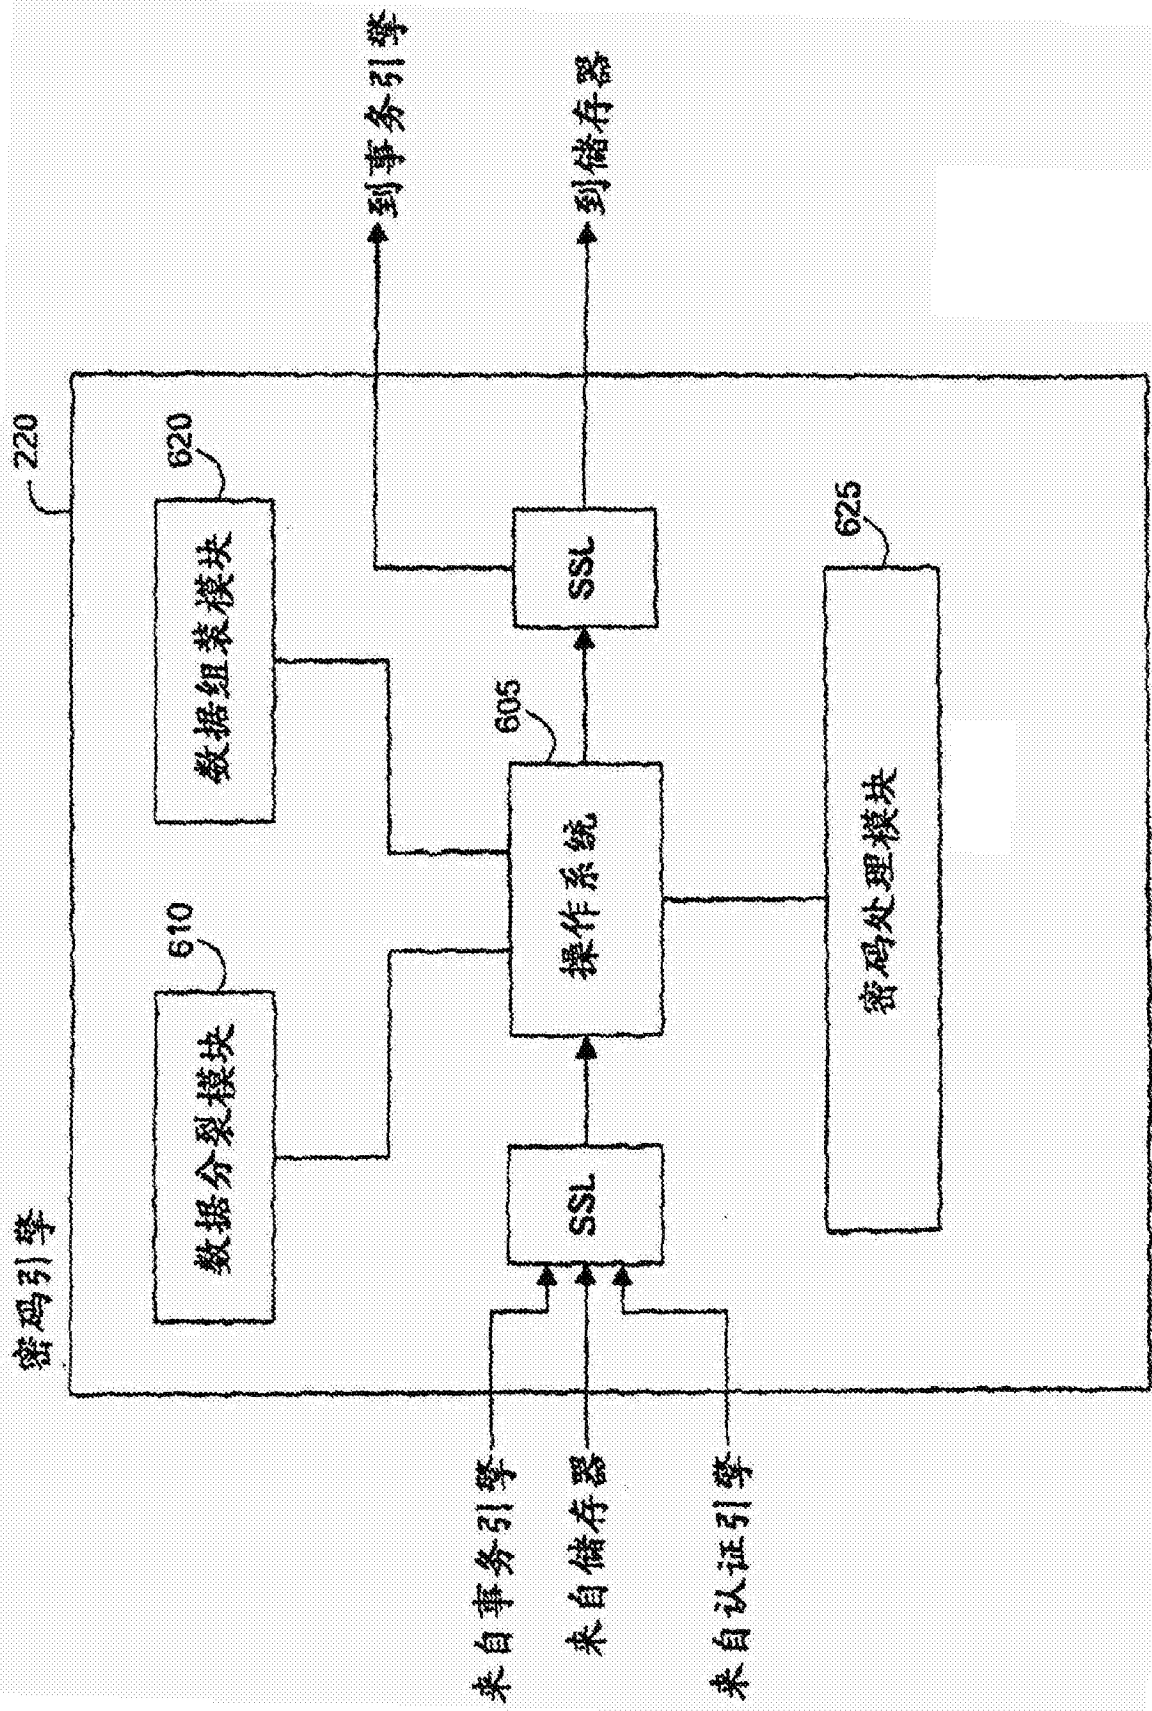 密码引擎
220
数据分裂模块
610
数据组装模块
620
到事务引擎
来自事务引擎
来自储存器
来自认证引擎
SSL
操作系统
605
SSL
到储存器
密码处理模块
625